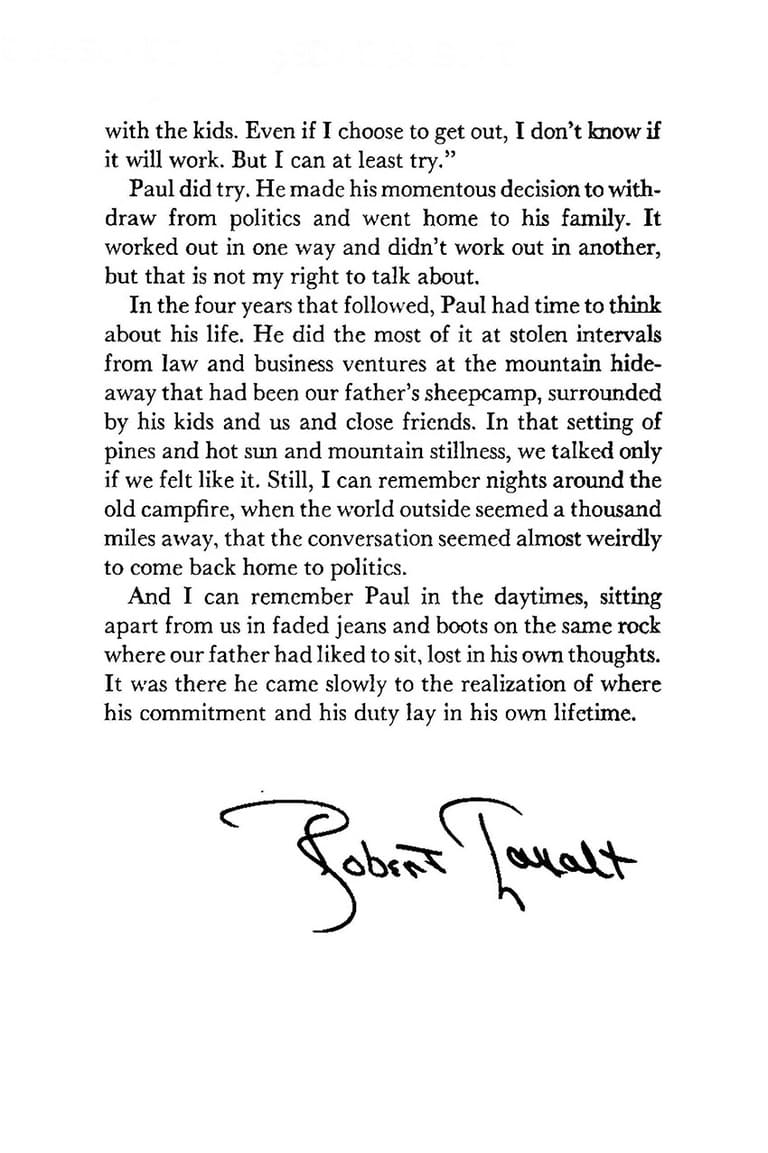 with the kids. Even if I choose to get out, I don't know if
it will work. But I can at least try."
Paul did try. He made his momentous decision to with-
draw from politics and went home to his family. It
worked out in one way and didn't work out in another,
but that is not my right to talk about.
In the four years that followed, Paul had time to think
about his life. He did the most of it at stolen intervals
from law and business ventures at the mountain hide-
away that had been our father's sheepcamp, surrounded
by his kids and us and close friends. In that setting of
pines and hot sun and mountain stillness, we talked only
if we felt like it. Still, I can remember nights around the
old campfire, when the world outside seemed a thousand
miles away, that the conversation seemed almost weirdly
to come back home to politics.
And I can remember Paul in the daytimes, sitting
apart from us in faded jeans and boots on the same rock
where our father had liked to sit, lost in his own thoughts.
It was there he came slowly to the realization of where
his commitment and his duty lay in his own lifetime.
Robert Laxalt